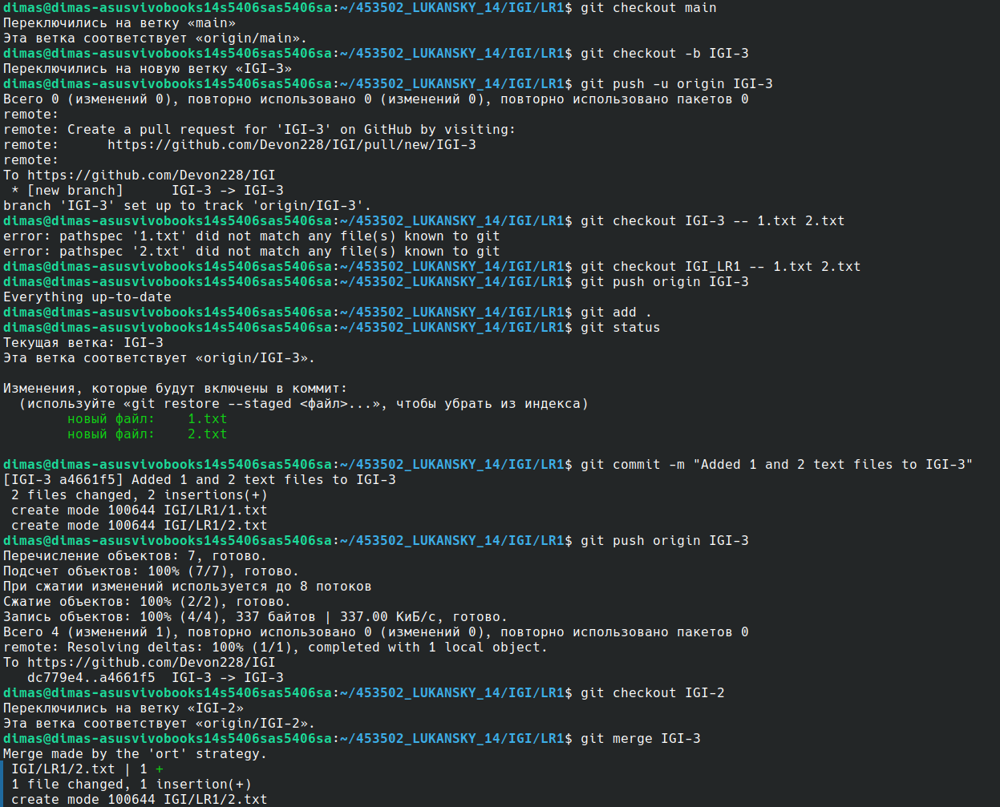 dimas@dimas-asusvivobooks14s5406sas5406sa:~/453502_LUKANSKY_14/IGI/LR1$ git checkout main
Переключились на ветку «main»
Эта ветка соответствует «origin/main».
dimas@dimas-asusvivobooks14s5406sas5406sa:~/453502_LUKANSKY_14/IGI/LR1$ git checkout -b IGI-3
Переключились на новую ветку «IGI-3»
dimas@dimas-asusvivobooks14s5406sas5406sa:~/453502_LUKANSKY_14/IGI/LR1$ git push -u origin IGI-3
Всего 0 (изменений 0), повторно использовано 0 (изменений 0), повторно использовано пакетов 0
remote:
remote: Create a pull request for 'IGI-3' on GitHub by visiting:
remote:      https://github.com/Devon228/IGI/pull/new/IGI-3
remote:
To https://github.com/Devon228/IGI
 * [new branch]      IGI-3 -> IGI-3
branch 'IGI-3' set up to track 'origin/IGI-3'.
dimas@dimas-asusvivobooks14s5406sas5406sa:~/453502_LUKANSKY_14/IGI/LR1$ git checkout IGI-3 -- 1.txt 2.txt
error: pathspec '1.txt' did not match any file(s) known to git
error: pathspec '2.txt' did not match any file(s) known to git
dimas@dimas-asusvivobooks14s5406sas5406sa:~/453502_LUKANSKY_14/IGI/LR1$ git checkout IGI_LR1 -- 1.txt 2.txt
dimas@dimas-asusvivobooks14s5406sas5406sa:~/453502_LUKANSKY_14/IGI/LR1$ git push origin IGI-3
Everything up-to-date
dimas@dimas-asusvivobooks14s5406sas5406sa:~/453502_LUKANSKY_14/IGI/LR1$ git add .
dimas@dimas-asusvivobooks14s5406sas5406sa:~/453502_LUKANSKY_14/IGI/LR1$ git status
Текущая ветка: IGI-3
Эта ветка соответствует «origin/IGI-3».

Изменения, которые будут включены в коммит:
  (используйте «git restore --staged <файл>...», чтобы убрать из индекса)
        новый файл:    1.txt
        новый файл:    2.txt

dimas@dimas-asusvivobooks14s5406sas5406sa:~/453502_LUKANSKY_14/IGI/LR1$ git commit -m "Added 1 and 2 text files to IGI-3"
[IGI-3 a4661f5] Added 1 and 2 text files to IGI-3
 2 files changed, 2 insertions(+)
 create mode 100644 IGI/LR1/1.txt
 create mode 100644 IGI/LR1/2.txt
dimas@dimas-asusvivobooks14s5406sas5406sa:~/453502_LUKANSKY_14/IGI/LR1$ git push origin IGI-3
Перечисление объектов: 7, готово.
Подсчет объектов: 100% (7/7), готово.
При сжатии изменений используется до 8 потоков
Сжатие объектов: 100% (2/2), готово.
Запись объектов: 100% (4/4), 337 байтов | 337.00 КиБ/с, готово.
Всего 4 (изменений 1), повторно использовано 0 (изменений 0), повторно использовано пакетов 0
remote: Resolving deltas: 100% (1/1), completed with 1 local object.
To https://github.com/Devon228/IGI
   dc779e4..a4661f5  IGI-3 -> IGI-3
dimas@dimas-asusvivobooks14s5406sas5406sa:~/453502_LUKANSKY_14/IGI/LR1$ git checkout IGI-2
Переключились на ветку «IGI-2»
Эта ветка соответствует «origin/IGI-2».
dimas@dimas-asusvivobooks14s5406sas5406sa:~/453502_LUKANSKY_14/IGI/LR1$ git merge IGI-3
Merge made by the 'ort' strategy.
 IGI/LR1/2.txt | 1 +
 1 file changed, 1 insertion(+)
 create mode 100644 IGI/LR1/2.txt